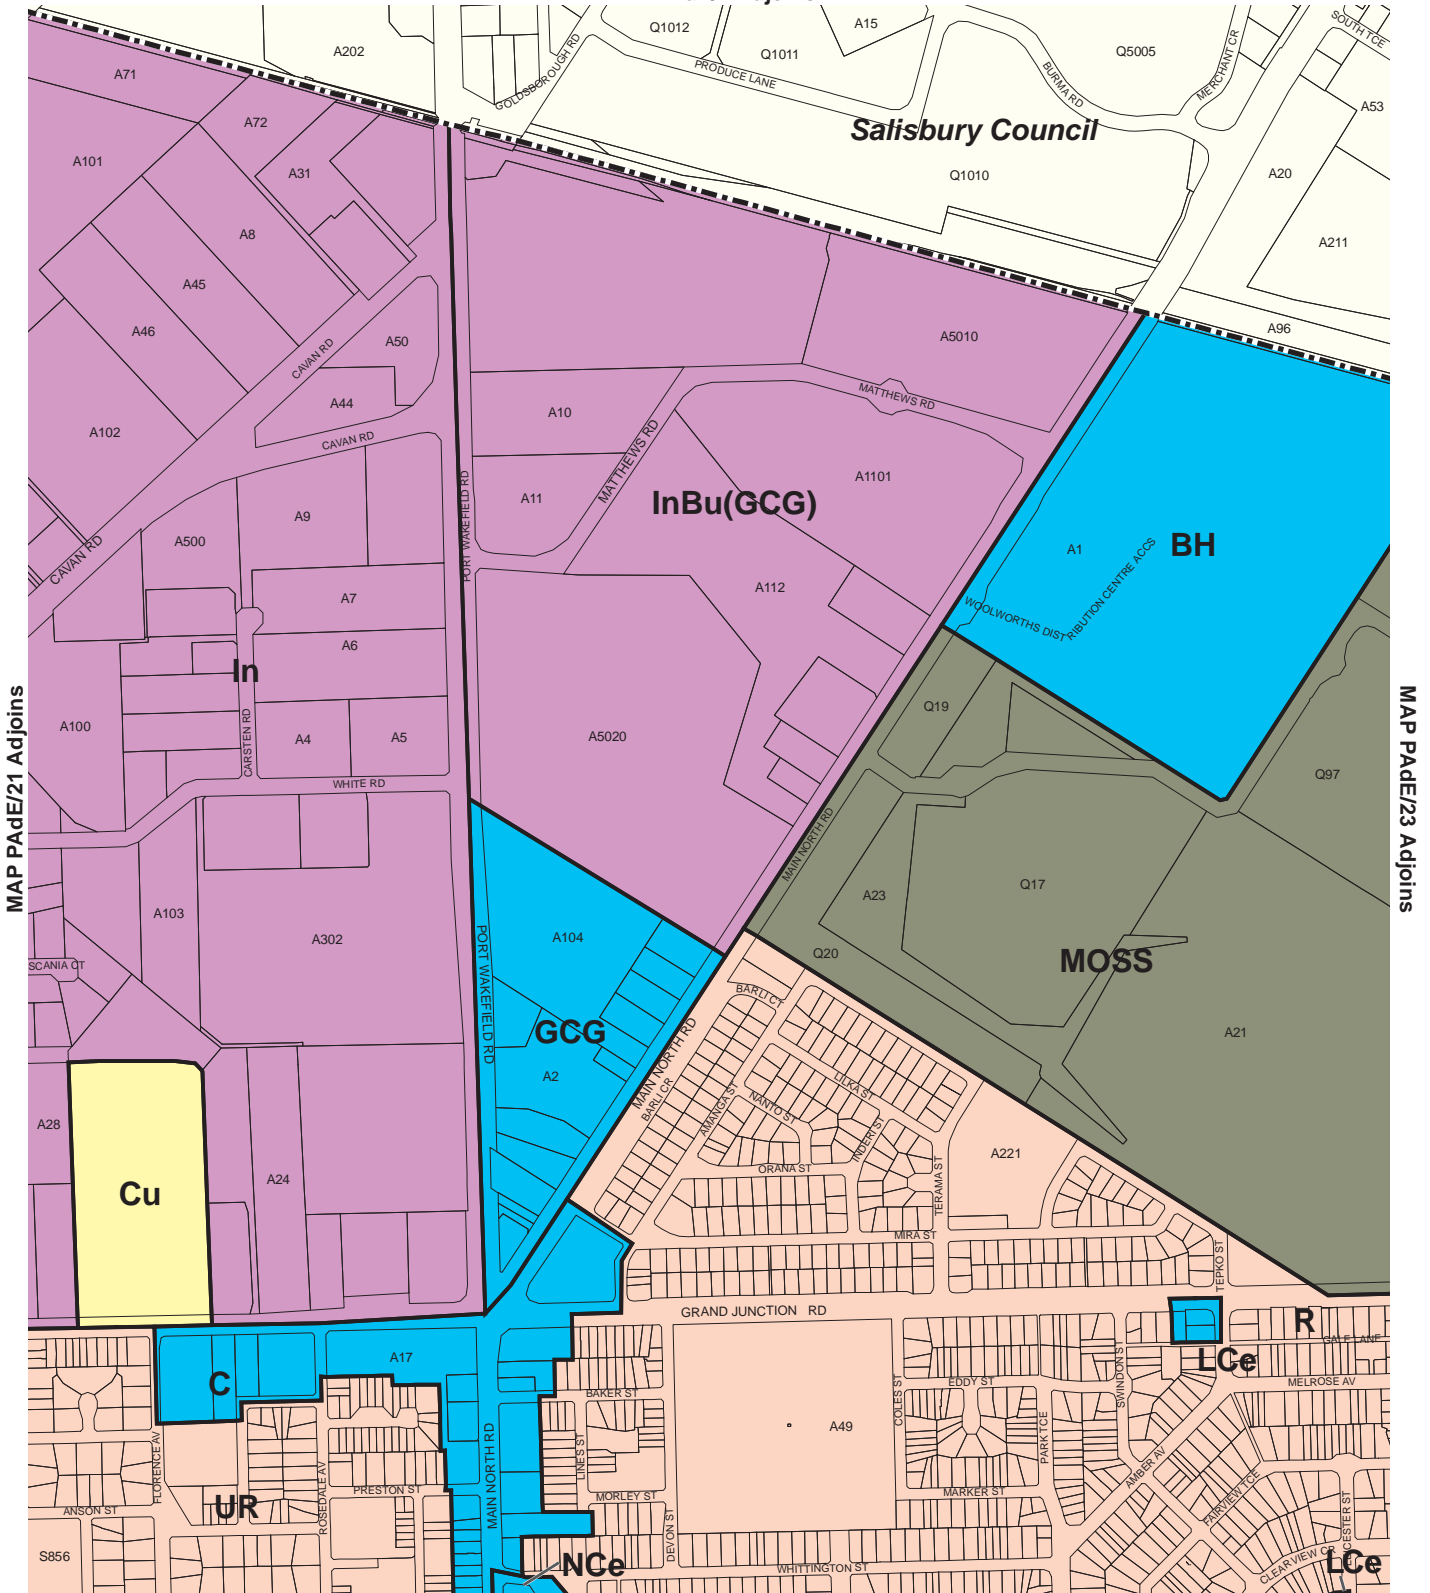 A202
Q1012
A15
Q1011
Q5005
SOUTH TCE
MERCHANT CR
GOLDSBOROUGH RD
PRODUCE LANE
BURMA RD
A71
A53
A72
Salisbury Council
A101
A31
Q1010
A20
A8
A211
A45
A46
A50
A5010
A96
CAVAN RD
A44
MATTHEWS RD
A10
A102
CAVAN RD
MATTHEWS RD
A1101
A11
PORT WAKEFIELD RD
InBu(GCG)
A9
A500
A1
BH
CAVAN RD
A7
A112
WOOLWORTHS DISTRIBUTION CENTRE ACCS
A6
In
MAP PAdE/21 Adjoins
MAP PAdE/23 Adjoins
Q19
A100
CARSTEN RD
A4
A5
A5020
Q97
WHITE RD
MAIN NORTH RD
Q17
A23
A103
A302
A104
Q20
MOSS
SCANIA CT
PORT WAKEFIELD RD
BARLI CT
GCG
A21
MAIN NORTH RD
A2
BARLI CR
LILKA ST
AMANGA ST
NANTO ST
A28
INDERI ST
A221
A24
ORANA ST
TERAMA ST
Cu
MIRA ST
TEPKO ST
GRAND JUNCTION RD
R
GALE LANE
A17
LCe
C
SWINDON ST
EDDY ST
MELROSE AV
BAKER ST
COLES ST
A49
PARK TCE
FLORENCE AV
ROSEDALE AV
MAIN NORTH RD
LINES ST
AMBER AV
PRESTON ST
MORLEY ST
MARKER ST
FAIRVIEW TCE
ANSON ST
UR
DEVON ST
S856
NCe
WHITTINGTON ST
CLEARVIEW CR
LCe